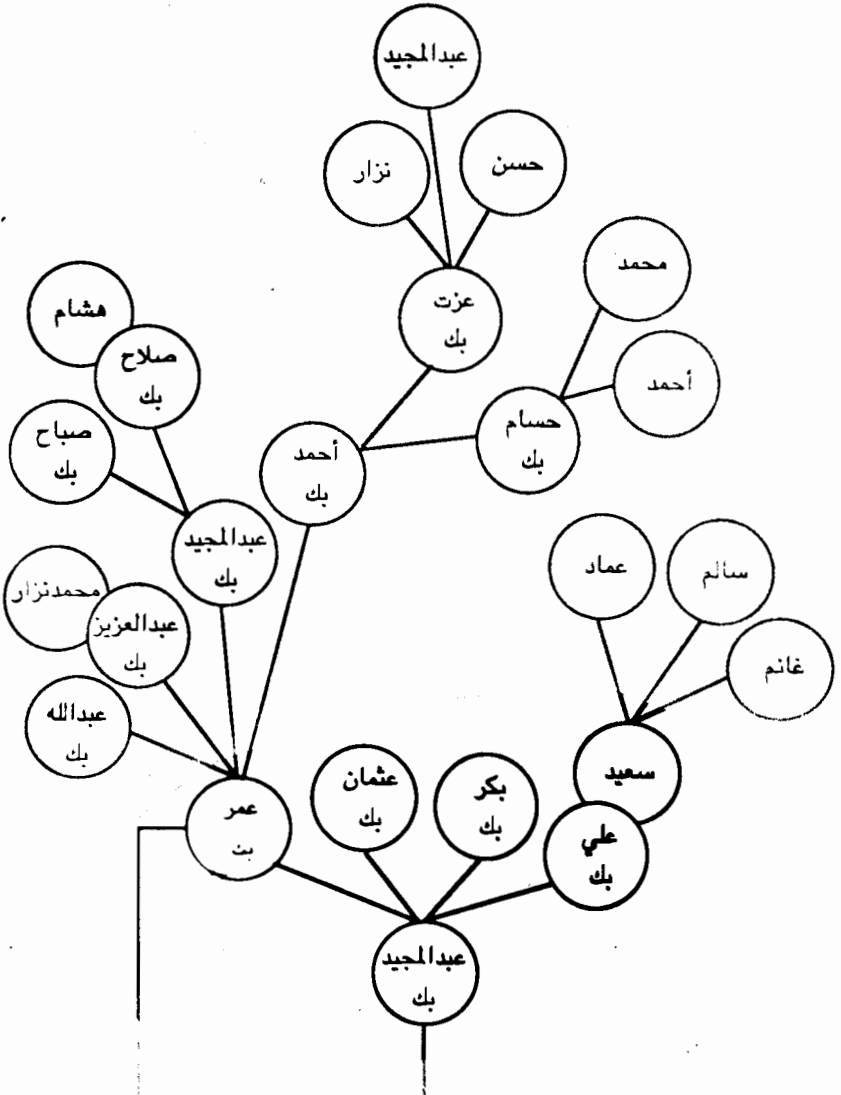 عبدالمجيد
نزار
حسن
عزت
بك
محمد
أحمد
حسام
بك
أحمد
بك
هشام
صلاح
بك
صباح
بك
عبدالمجيد
بك
محمدنزار
عبدالعزيز
بك
عبدالله
بك
عماد
سالم
غانم
سعيد
علي
بك
بكر
بك
عثمان
بك
عمر
بك
عبدالمجيد
بك